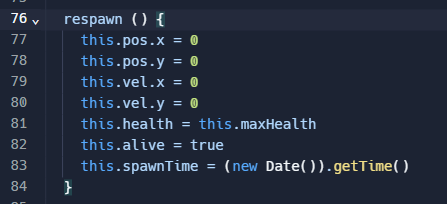 76 respawn () {
77 this.pos.x = 0
78 this.pos.y = 0
79 this.vel.x = 0
80 this.vel.y = 0
81 this.health = this.maxHealth
82 this.alive = true
83 this.spawnTime = (new Date()).getTime()
84 }